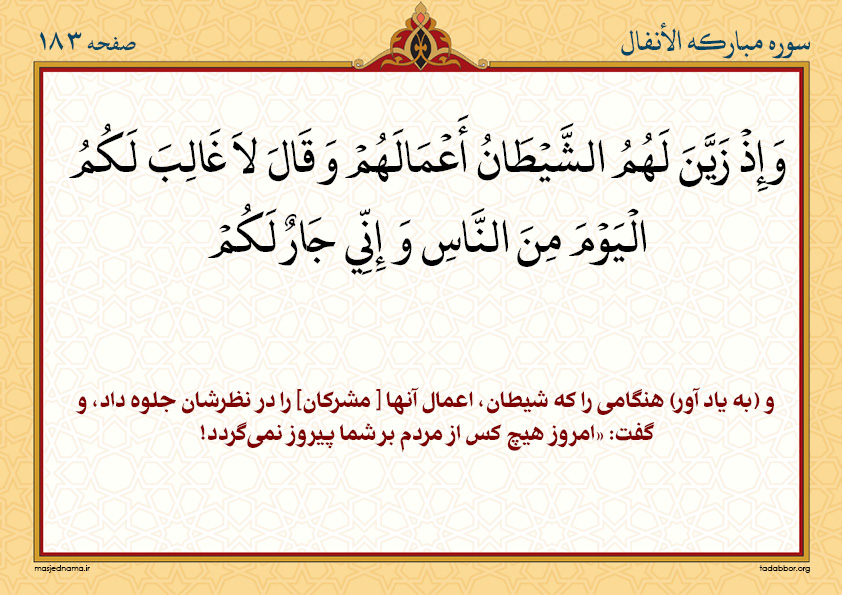 سوره مبارکه الأنفال
صفحه ۱۸۳
وَإِذْ زَيَّنَ لَهُمُ الشَّيْطَانُ أَعْمَالَهُمْ وَقَالَ لاَ غَالِبَ لَكُمُ
الْيَوْمَ مِنَ النَّاسِ وَ إِنِّي جَارٌ لَكُمْ
و (به یاد آور) هنگامی را که شیطان، اعمال آنها [ مشرکان] را در نظرشان جلوه داد، و
گفت: «امروز هیچ کس از مردم بر شما پیروز نمی‌گردد!
masjednama.ir
tadabbor.org